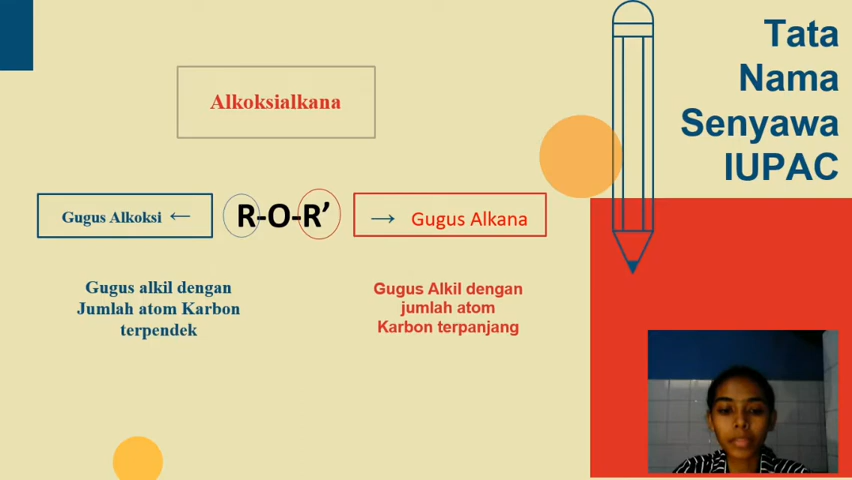 Tata
Nama
Senyawa
IUPAC
Alkoksialkana
Gugus Alkoksi ←
R-O-R’
→ Gugus Alkana
Gugus alkil dengan
Jumlah atom Karbon
terpendek
Gugus Alkil dengan
jumlah atom
Karbon terpanjang